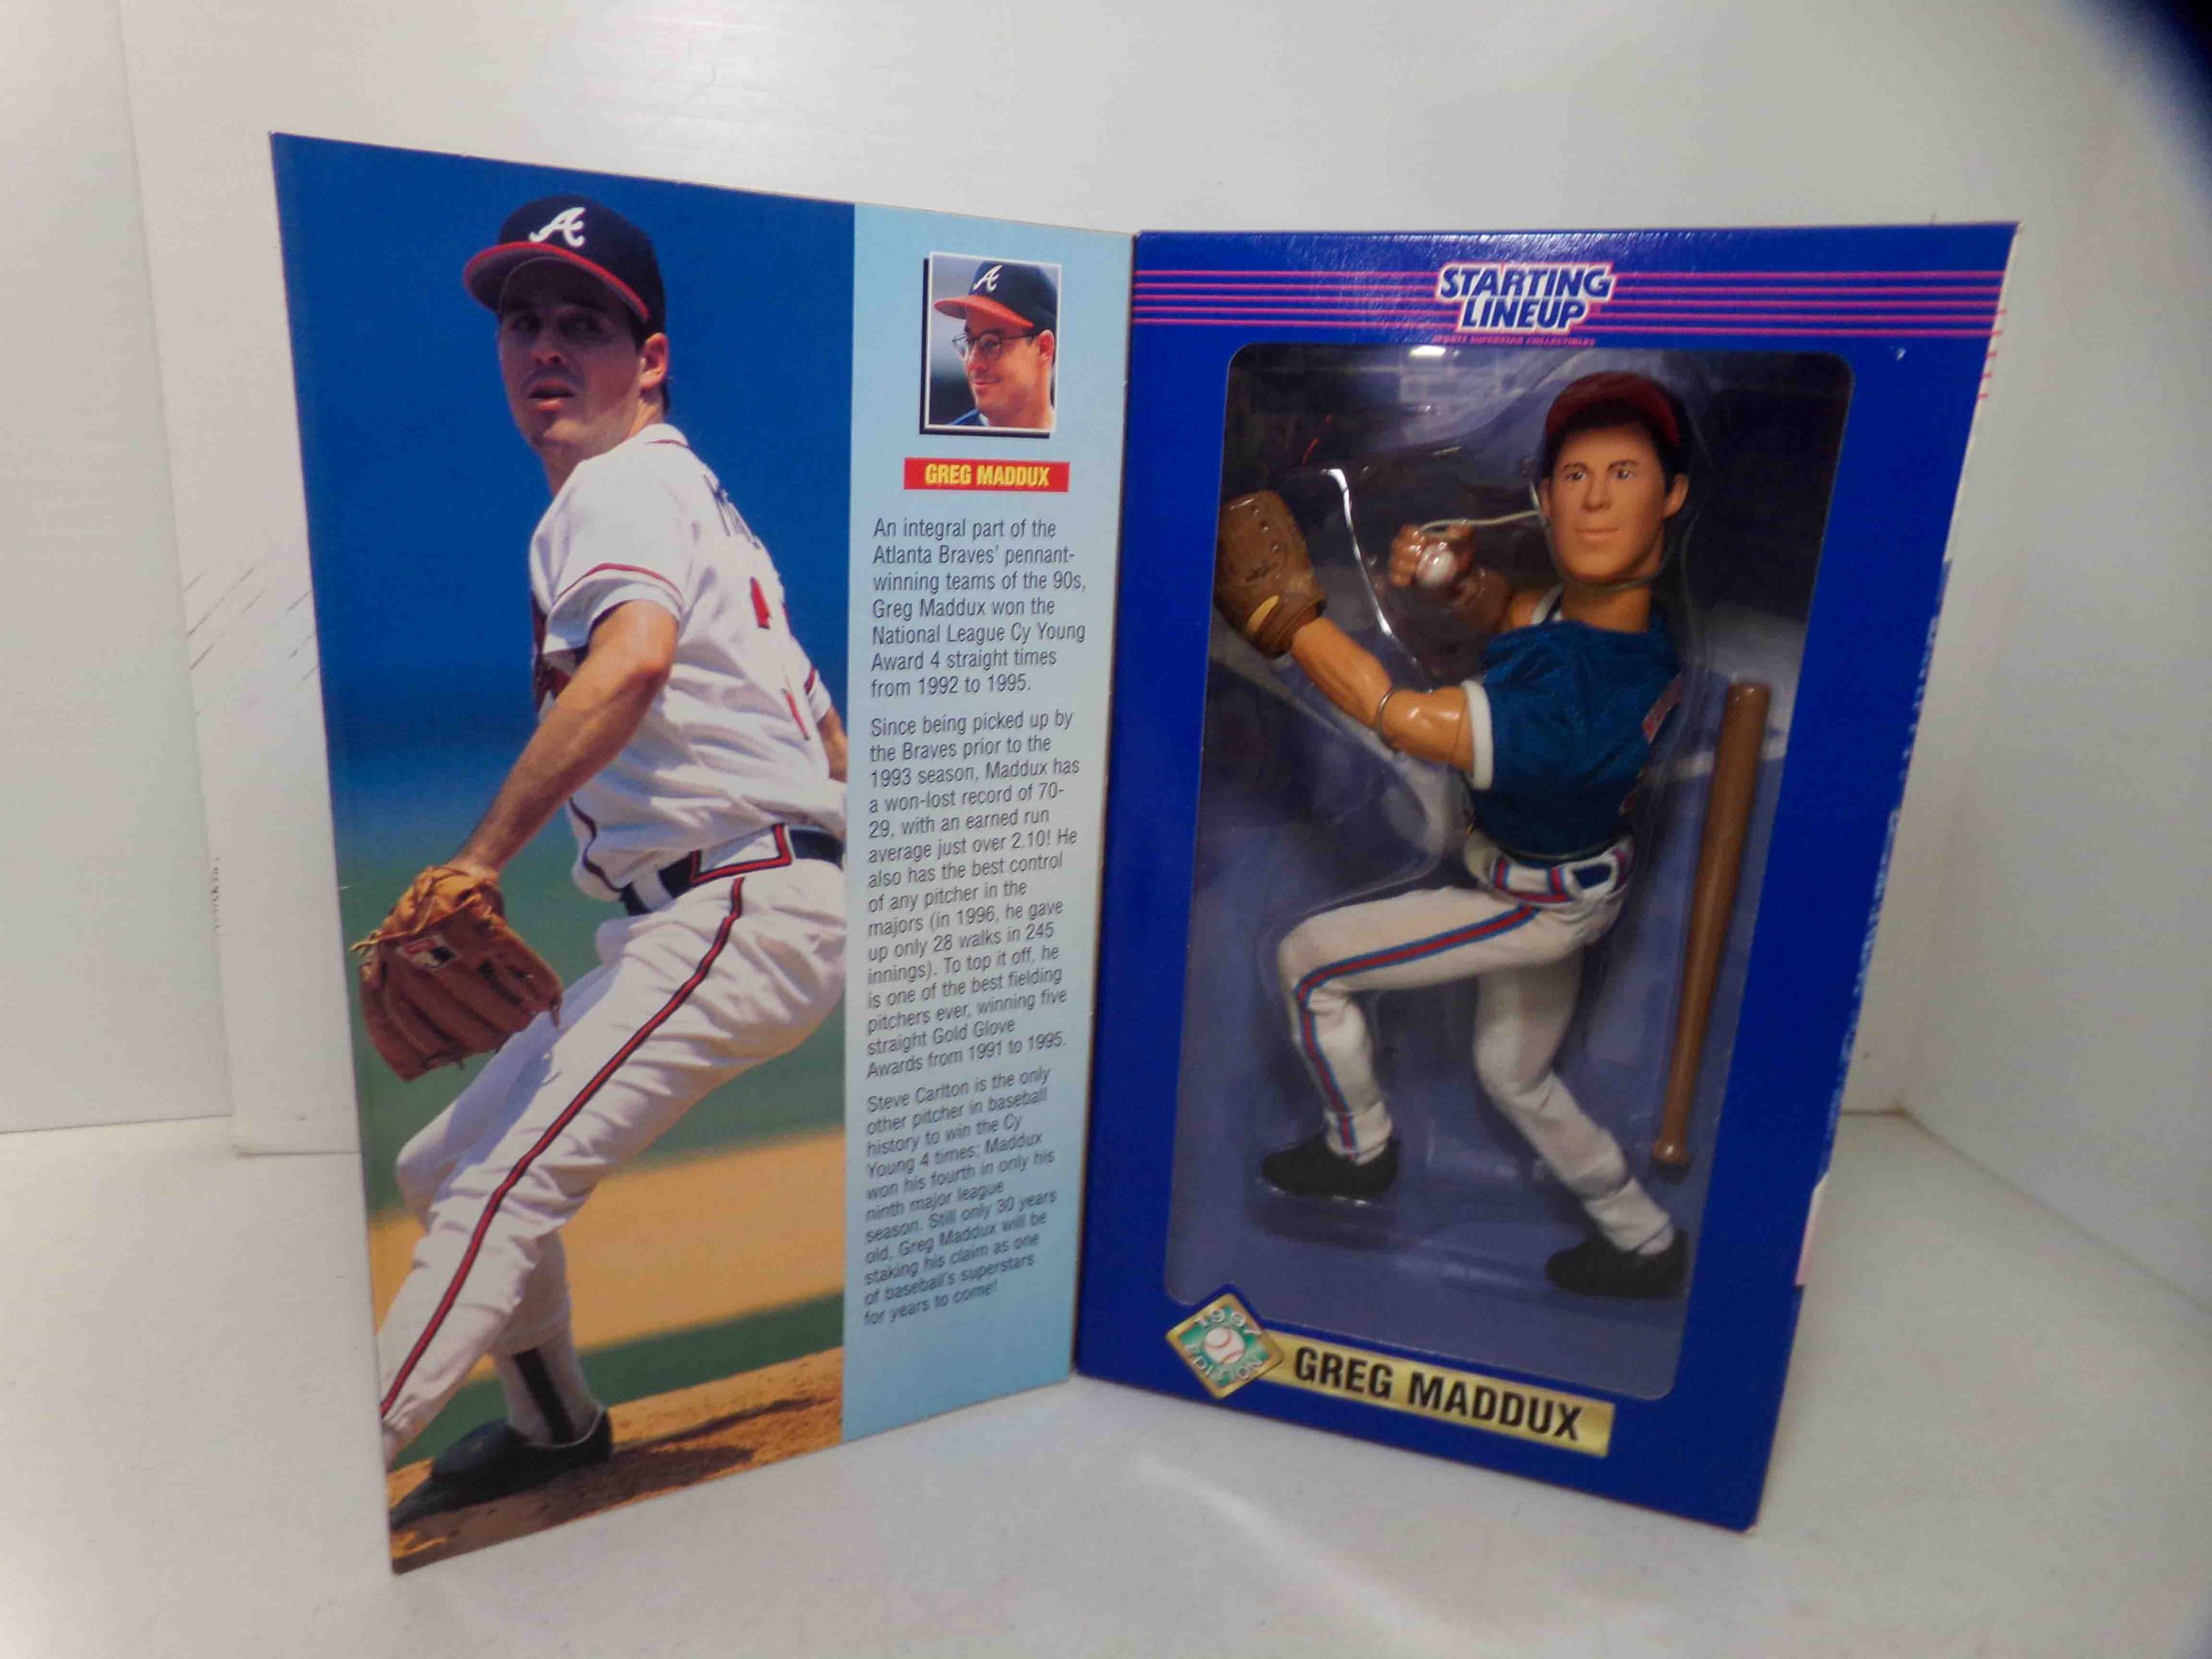 A
A
GREG MADDUX
An integral part of the
Atlanta Braves' pennant-
winning teams of the 90s,
Greg Maddux won the
National League Cy Young
Award 4 straight times
from 1992 to 1995.
Since being picked up by
the Braves prior to the
1993 season, Maddux has
a won-lost record of 70-
29, with an earned run
average just over 2.10! He
also has the best control
of any pitcher in the
majors (in 1996, he gave
up only 28 walks in 245
innings). To top it off, he
is one of the best fielding
pitchers ever, winning five
straight Gold Glove
Awards from 1991 to 1995.
Steve Carlton is the only
other pitcher in baseball
history to win the Cy
Young 4 times; Maddux
won his fourth in only his
ninth major league
season. Still only 30 years
old, Greg Maddux will be
staking his claim as one
of baseball's superstars
for years to come!
STARTING
LINEUP
SPORTS SUPERSTAR COLLECTIBLES
1997
EDITION
GREG MADDUX